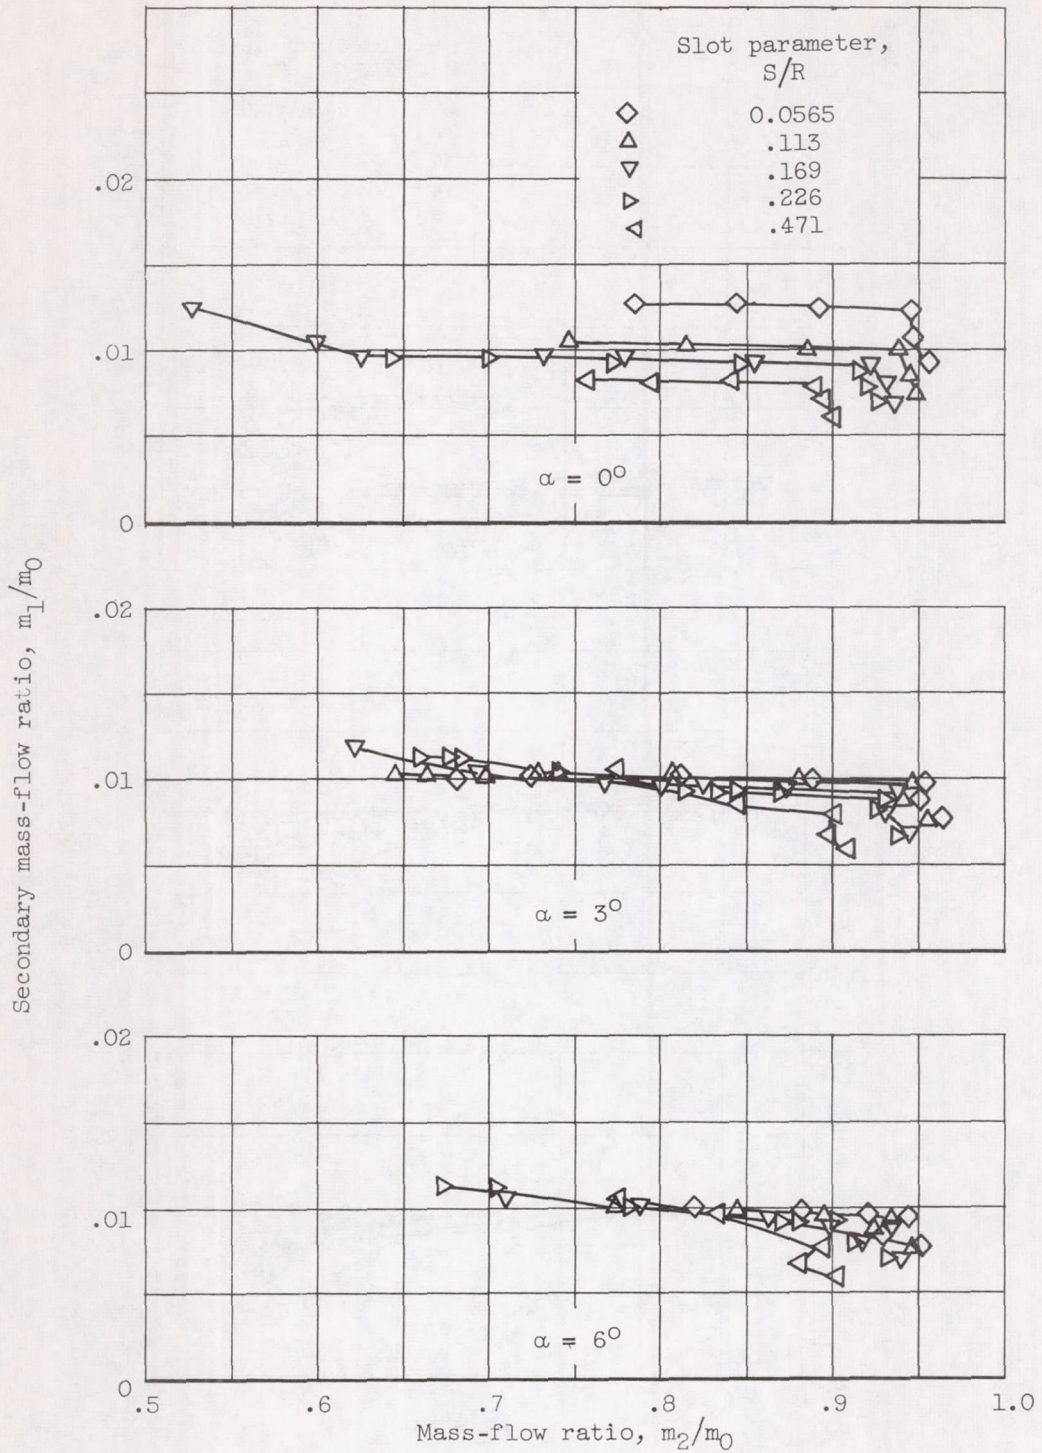 Slot parameter,
S/R
0.0565
.113
.169
.226
.471
.02
.01
α = 0°
0
Secondary mass-flow ratio, m1/m0
.02
.01
α = 3°
0
.02
.01
α = 6°
0
.5 .6 .7 .8 .9 1.0
Mass-flow ratio, m2/m0